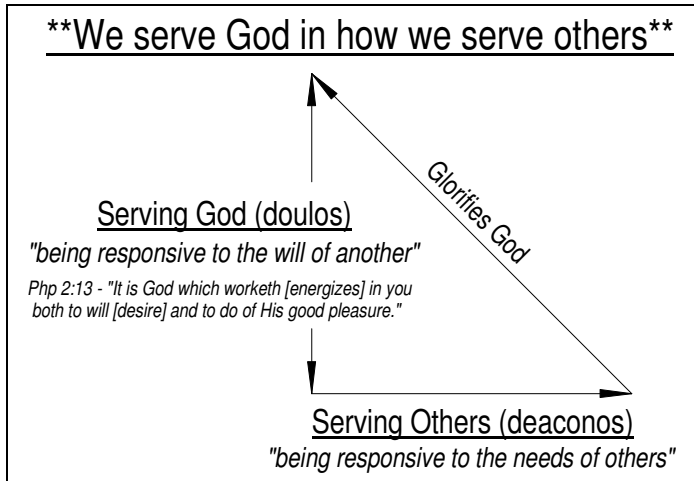 **We serve God in how we serve others**
Glorifies God
Serving God (doulos)
"being responsive to the will of another"
Php 2:13 - "It is God which worketh [energizes] in you
both to will [desire] and to do of His good pleasure."
Serving Others (deaconos)
"being responsive to the needs of others"